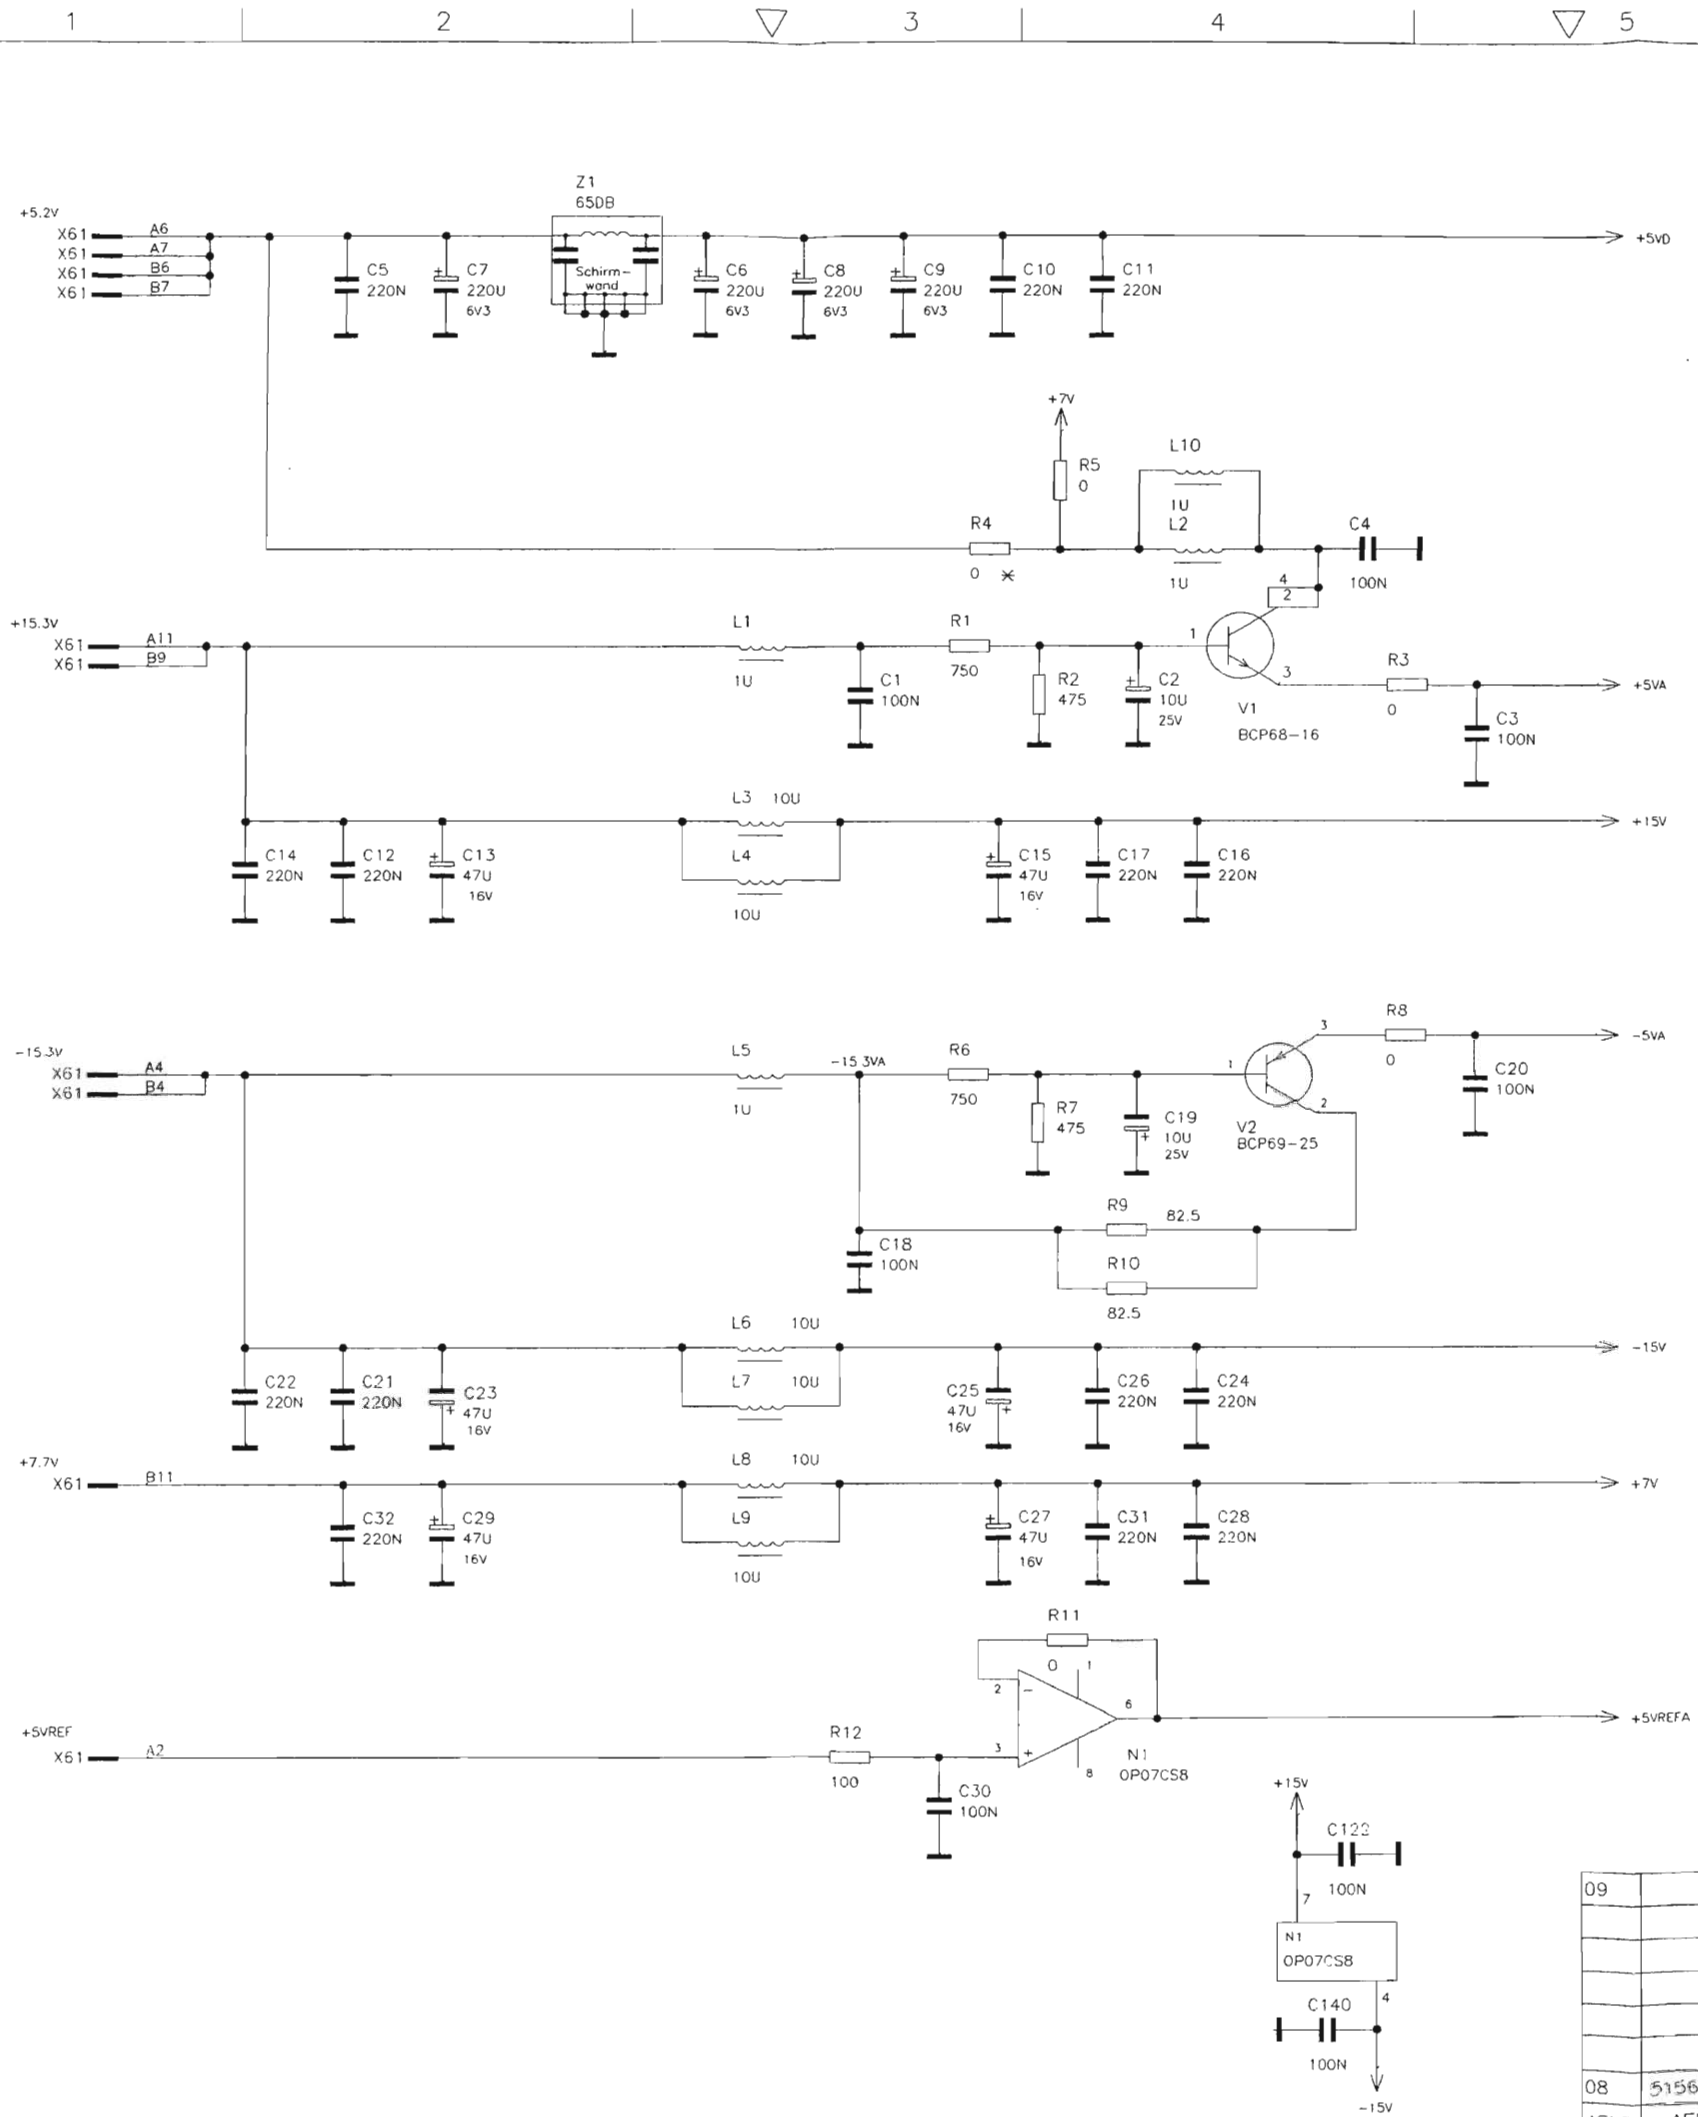 1 2 3 4 5
Z1
65DB
+5.2V
X61 A6
X61 A7
X61 B6
X61 B7
+5VD
C5
220N
+ C7
220U
6V3
Schirm-
wand
+ C6
220U
6V3
+ C8
220U
6V3
+ C9
220U
6V3
C10
220N
C11
220N
+7V
R5
0
L10
1U
L2
1U
R4
0 *
C4
100N
4
2
+15.3V
X61 A11
X61 B9
L1
1U
C1
100N
R1
750
R2
475
+ C2
10U
25V
1
3
V1
BCP68-16
R3
0
+5VA
C3
100N
L3 10U
+15V
C14
220N
C12
220N
+ C13
47U
16V
L4
10U
+ C15
47U
16V
C17
220N
C16
220N
-15.3V
X61 A4
X61 B4
L5
1U
-15.3VA
R6
750
R7
475
C19
10U
+
25V
1
3
2
V2
BCP69-25
R8
0
-5VA
C20
100N
C18
100N
R9 82.5
R10
82.5
L6 10U
-15V
C22
220N
C21
220N
C23
47U
+
16V
L7 10U
C25
47U
+
16V
C26
220N
C24
220N
+7.7V
X61 B11
L8 10U
+7V
C32
220N
+ C29
47U
16V
L9
10U
+ C27
47U
16V
C31
220N
C28
220N
R11
0
1
2 -
6
3 +
8
N1
OP07CS8
+5VREFA
+5VREF
X61 A2
R12
100
C30
100N
+15V
C122
100N
7
N1
OP07CS8
4
C140
100N
-15V
09
08 5156